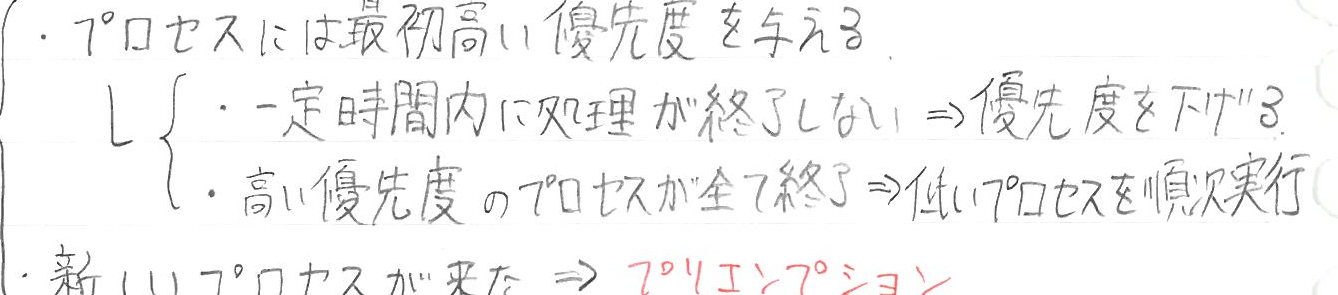 ・プロセスには最初高い優先度を与える
・一定時間内に処理が終了しない ⇒優先度を下げる.
・高い優先度のプロセスが全て終了⇒低いプロセスを順次実行
・新しいプロセスが来た ⇒ プリエンプション